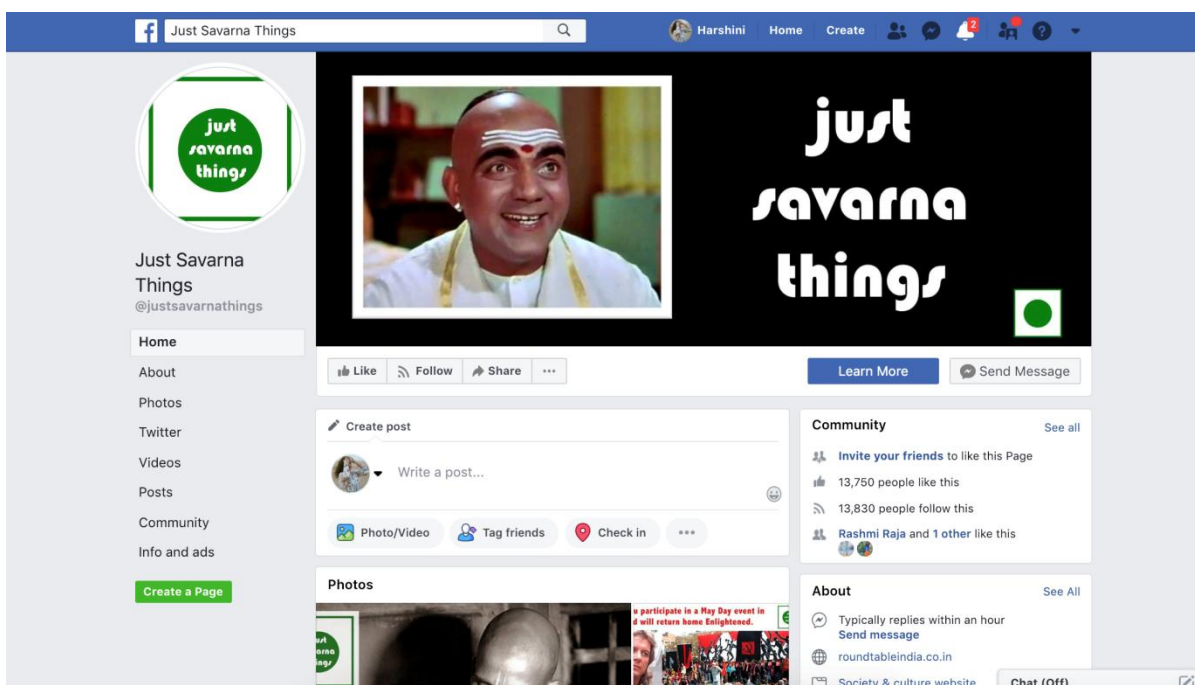 Just Savarna Things
Harshini Home Create 2
just
savarna
things
just
savarna
things
Just Savarna
Things
@justsavarnathings
Home
About
Photos
Twitter
Videos
Posts
Community
Info and ads
Create a Page
Like Follow Share ...
Learn More Send Message
Create post
Write a post...
Photo/Video Tag friends Check in ...
Photos
just
things
u participate in a May Day event in
d will return home Enlightened.
Community See all
Invite your friends to like this Page
13,750 people like this
13,830 people follow this
Rashmi Raja and 1 other like this
About See All
Typically replies within an hour
Send message
roundtableindia.co.in
Society & culture website
Chat (Off)